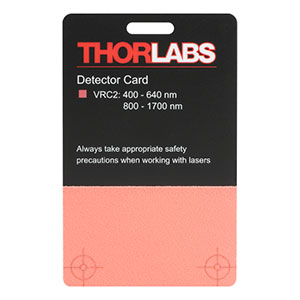 THORLABS
Detector Card
VRC2: 400 - 640 nm
800 - 1700 nm
Always take appropriate safety
precautions when working with lasers